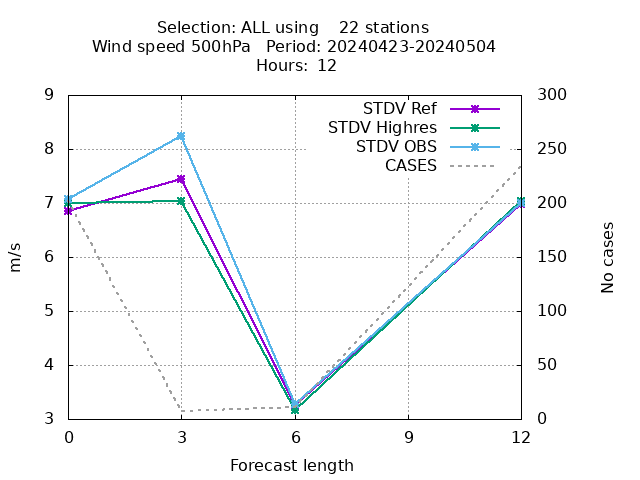 Selection: ALL using    22 stations
Wind speed 500hPa   Period: 20240423-20240504
Hours: 12
9 300
STDV Ref
STDV Highres
8 250
STDV OBS
CASES
7 200
6 150
m/s
No cases
5 100
4 50
3 0
0 3 6 9 12
Forecast length